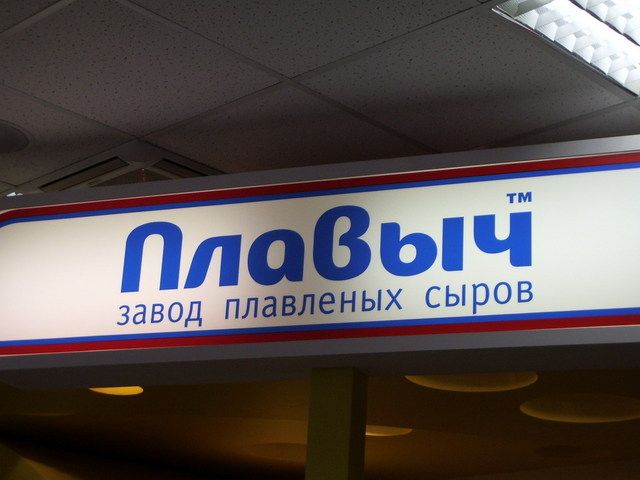 Плавыч™
завод плавленых сыров